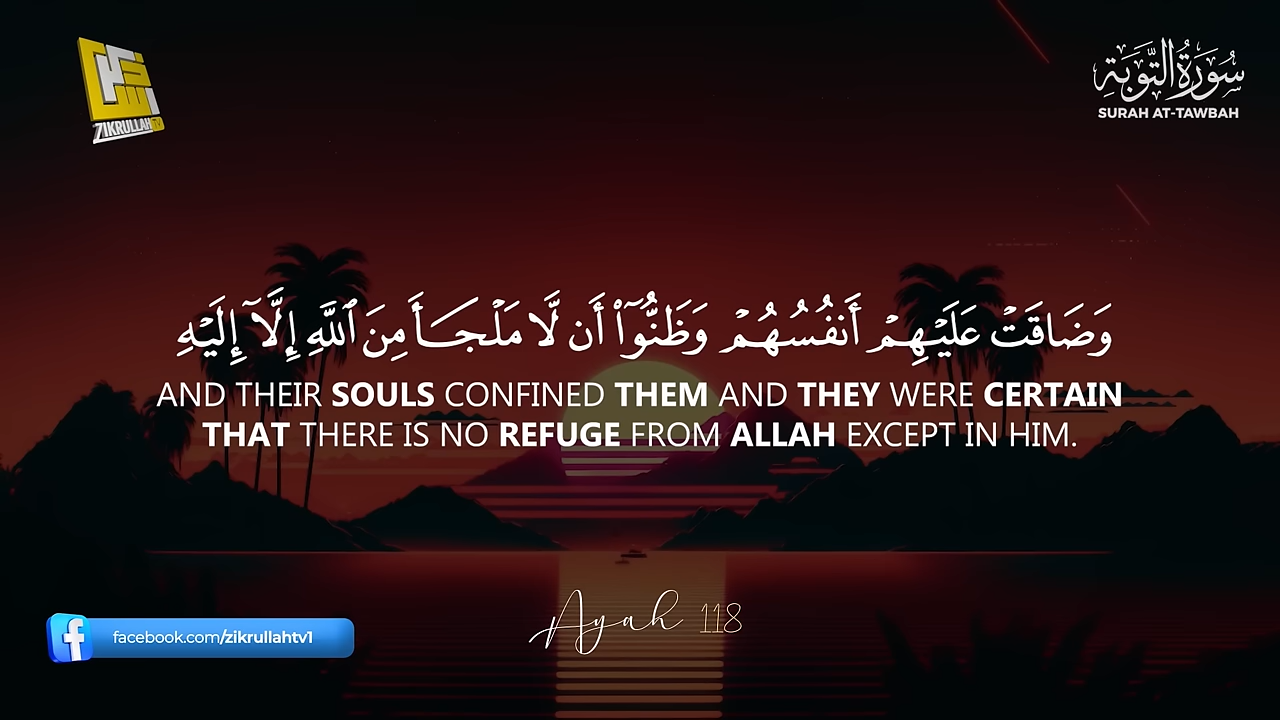 ZIKRULLAH TV
سُورَةُ التَّوْبَةِ
SURAH AT-TAWBAH
وَضَاقَتْ عَلَيْهِمْ أَنفُسُهُمْ وَظَنُّوٓا۟ أَن لَّا مَلْجَأَ مِنَ ٱللَّهِ إِلَّآ إِلَيْهِ
AND THEIR SOULS CONFINED THEM AND THEY WERE CERTAIN
THAT THERE IS NO REFUGE FROM ALLAH EXCEPT IN HIM.
Ayah 118
facebook.com/zikrullahtv1